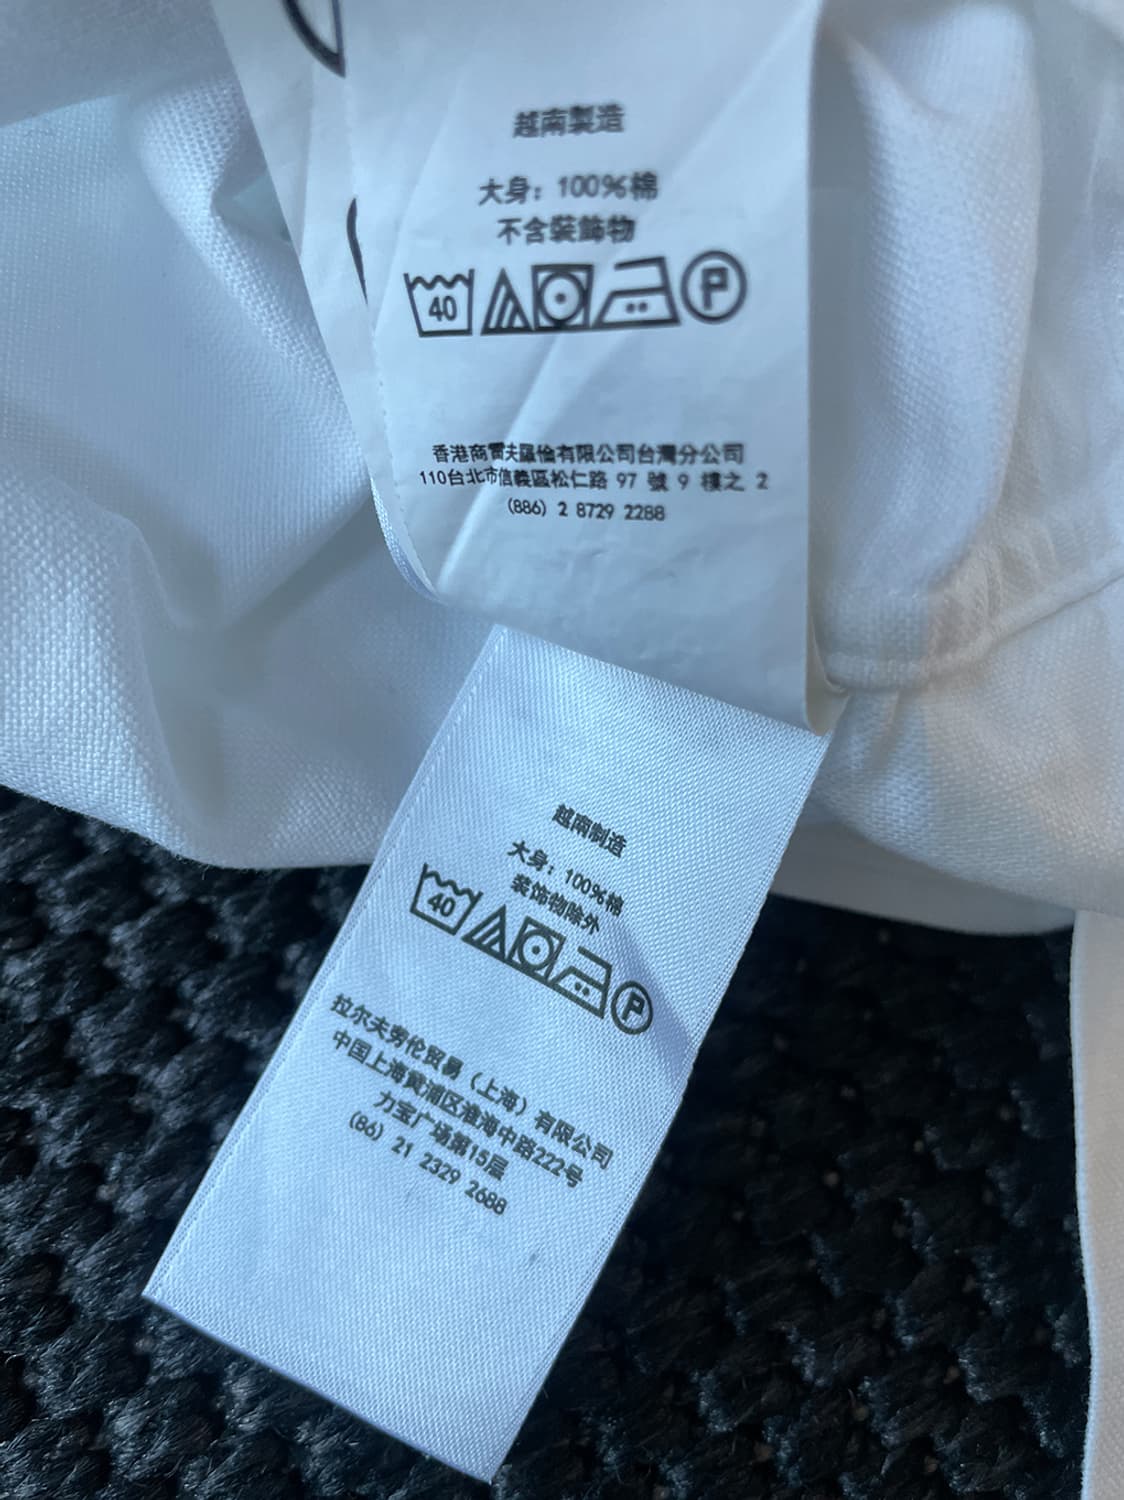 越南製造
大身: 100%棉
不含裝飾物
40
P
香港商雷夫羅倫有限公司台灣分公司
110台北市信義區松仁路 97 號 9 樓之 2
(886) 2 8729 2288
越南制造
大身: 100%棉
装饰物除外
40
P
拉尔夫劳伦贸易（上海）有限公司
中国上海黄浦区淮海中路222号
力宝广场第15层
(86) 21 2329 2688